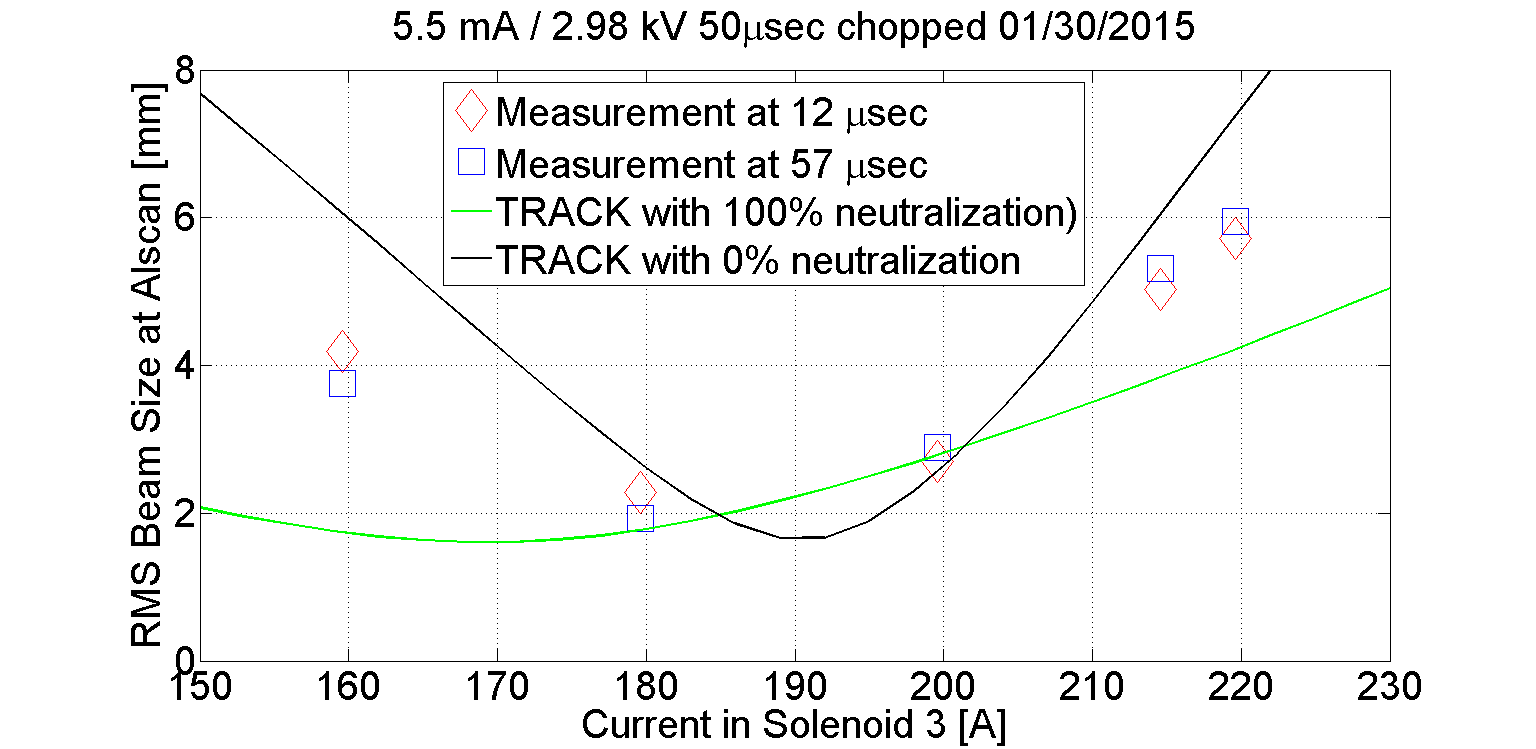 5.5 mA / 2.98 kV 50μsec chopped 01/30/2015
RMS Beam Size at AIscan [mm]
8
6
4
2
0
Measurement at 12 μsec
Measurement at 57 μsec
TRACK with 100% neutralization)
TRACK with 0% neutralization
150 160 170 180 190 200 210 220 230
Current in Solenoid 3 [A]